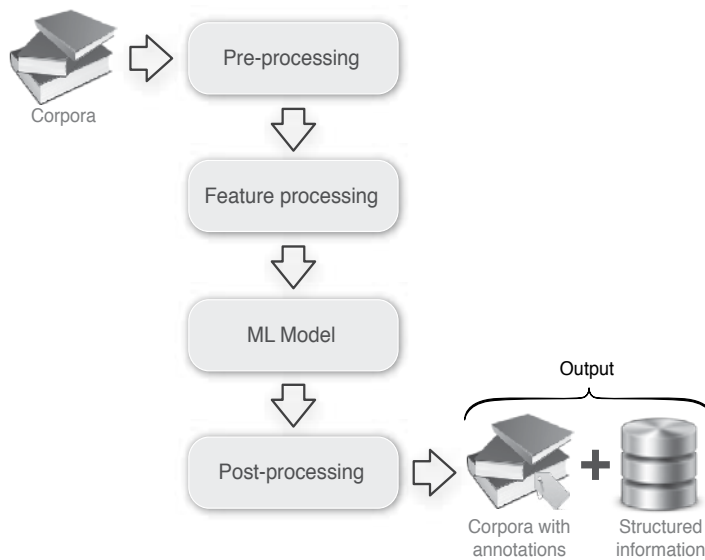 Pre-processing
Corpora
Feature processing
ML Model
Output
Post-processing
Corpora with
annotations
Structured
information